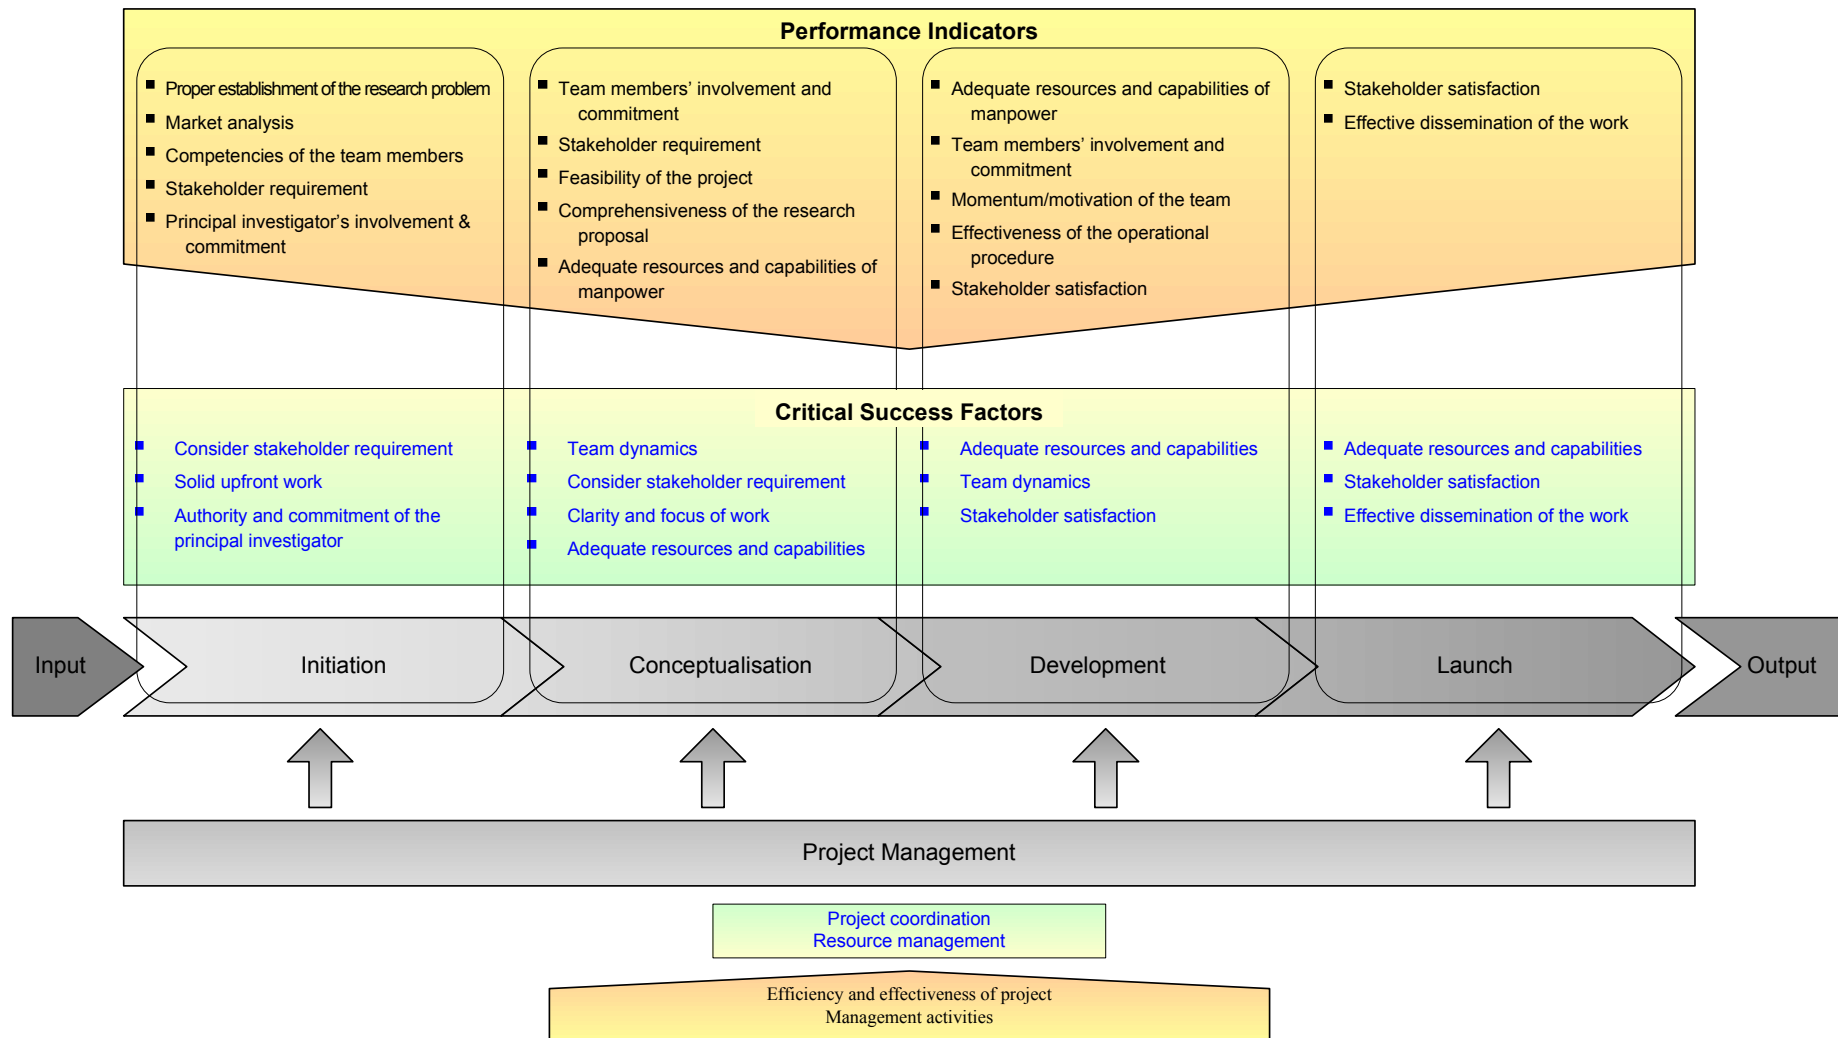 Performance Indicators
Proper establishment of the research problem
Market analysis
Competencies of the team members
Stakeholder requirement
Principal investigator's involvement &
commitment
Team members' involvement and
commitment
Stakeholder requirement
Feasibility of the project
Comprehensiveness of the research
proposal
Adequate resources and capabilities of
manpower
Adequate resources and capabilities of
manpower
Team members' involvement and
commitment
Momentum/motivation of the team
Effectiveness of the operational
procedure
Stakeholder satisfaction
Stakeholder satisfaction
Effective dissemination of the work
Critical Success Factors
Consider stakeholder requirement
Solid upfront work
Authority and commitment of the
principal investigator
Team dynamics
Consider stakeholder requirement
Clarity and focus of work
Adequate resources and capabilities
Adequate resources and capabilities
Team dynamics
Stakeholder satisfaction
Adequate resources and capabilities
Stakeholder satisfaction
Effective dissemination of the work
Input
Initiation
Conceptualisation
Development
Launch
Output
Project Management
Project coordination
Resource management
Efficiency and effectiveness of project
Management activities